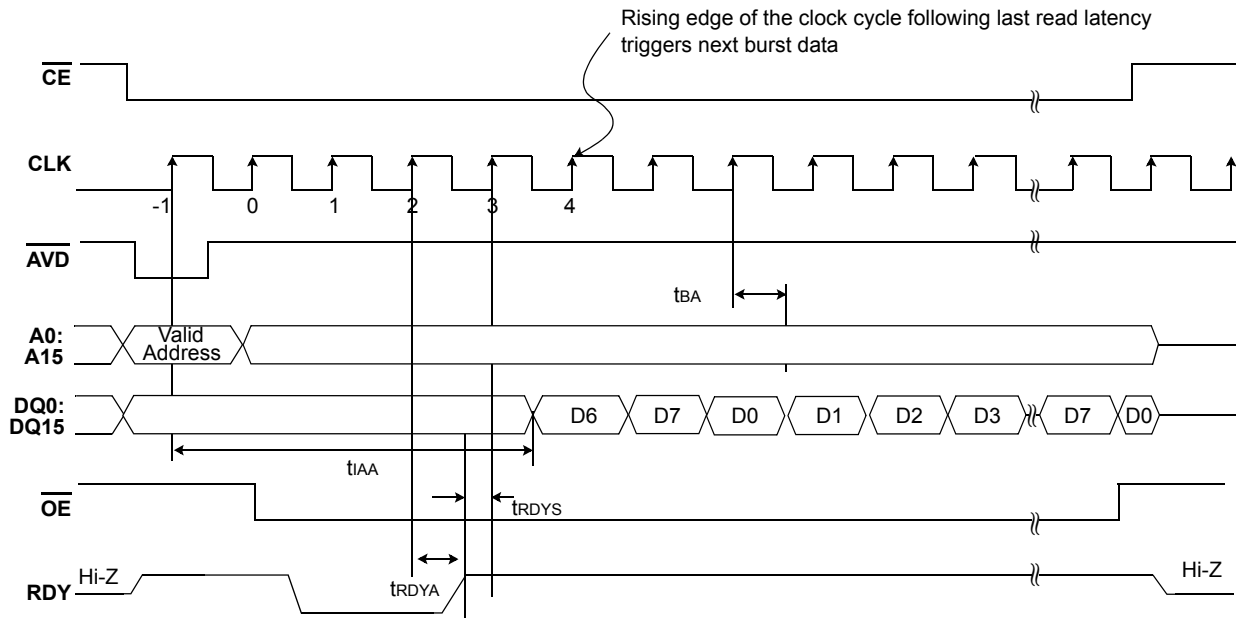 Rising edge of the clock cycle following last read latency
triggers next burst data
CE
CLK
-1 0 1 2 3 4
AVD
tBA
A0:
A15
Valid
Address
DQ0:
DQ15
D6 D7 D0 D1 D2 D3 D7 D0
tIAA
OE
tRDYS
Hi-Z
RDY
tRDYA
Hi-Z